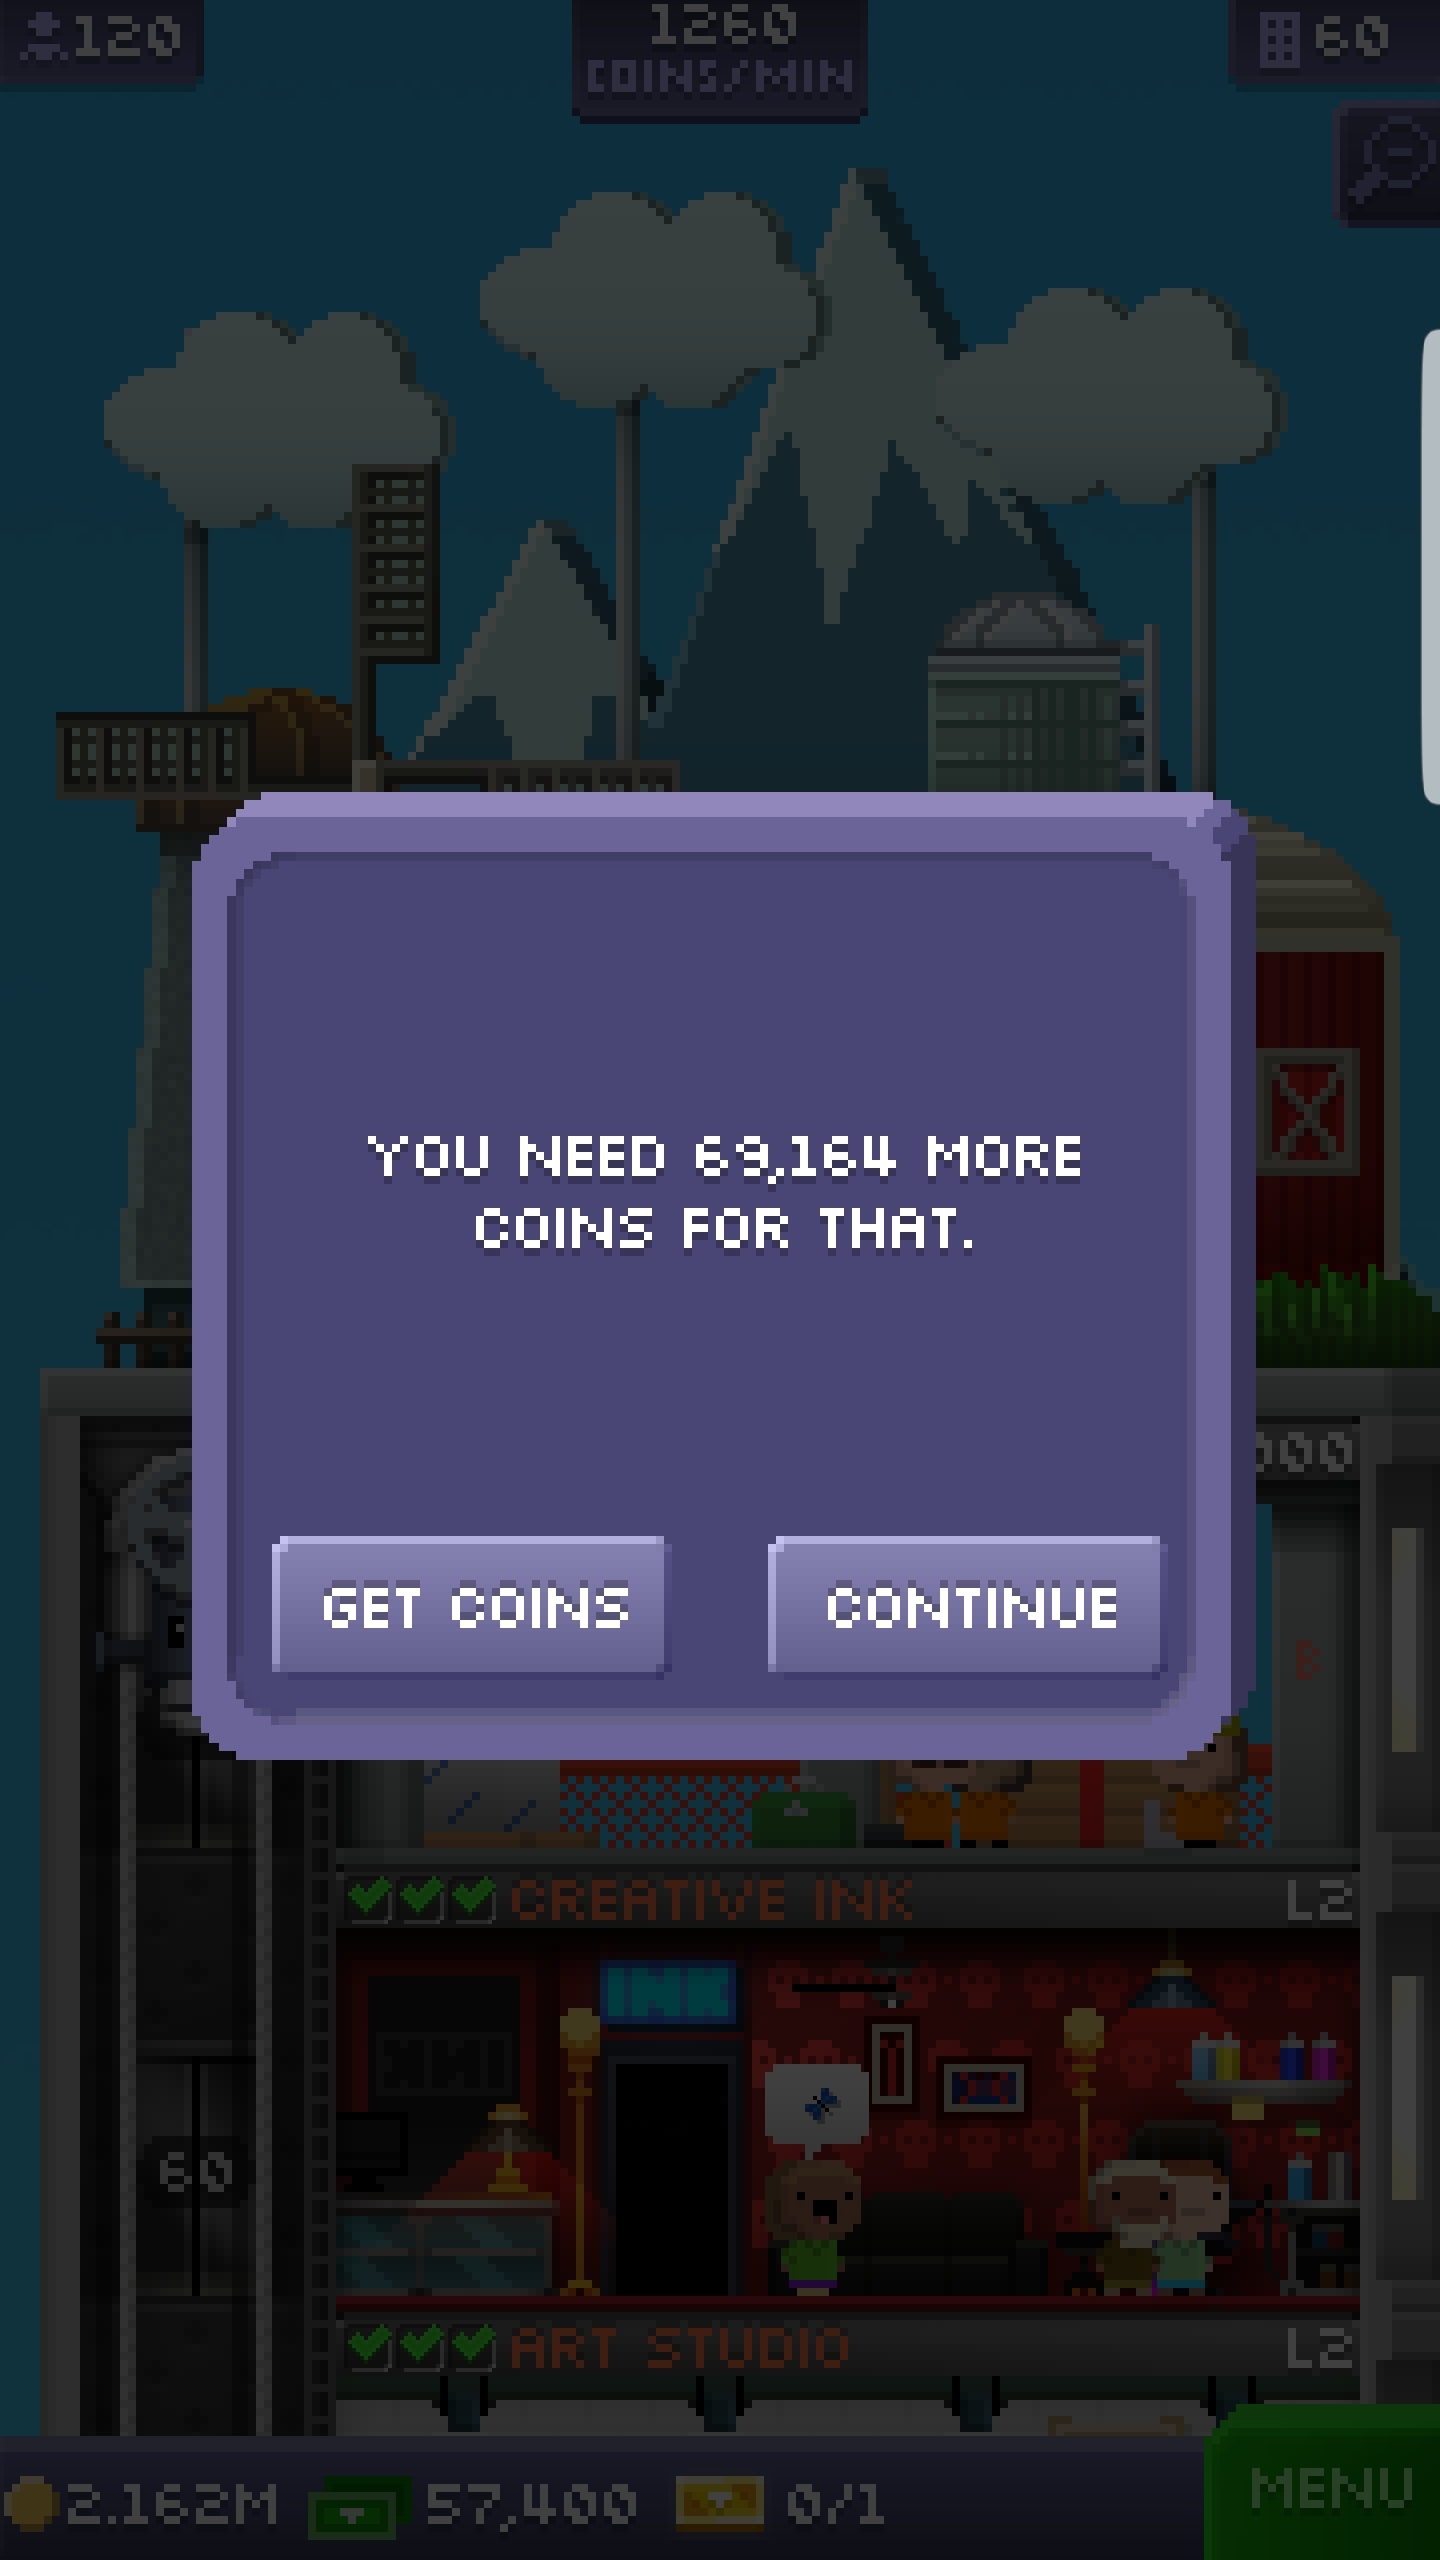 120
1260
COINS/MIN
60
YOU NEED 69,164 MORE
COINS FOR THAT.
GET COINS
CONTINUE
000
B
CREATIVE INK
L2
INK
60
ART STUDIO
L2
2.162M
57,400
0/1
MENU